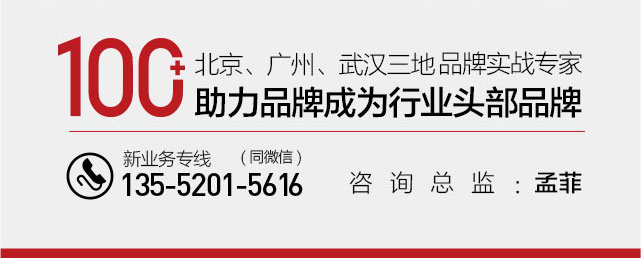 100+
北京、广州、武汉三地品牌实战专家
助力品牌成为行业头部品牌
新业务专线 （同微信）
135-5201-5616
咨询总监：孟菲